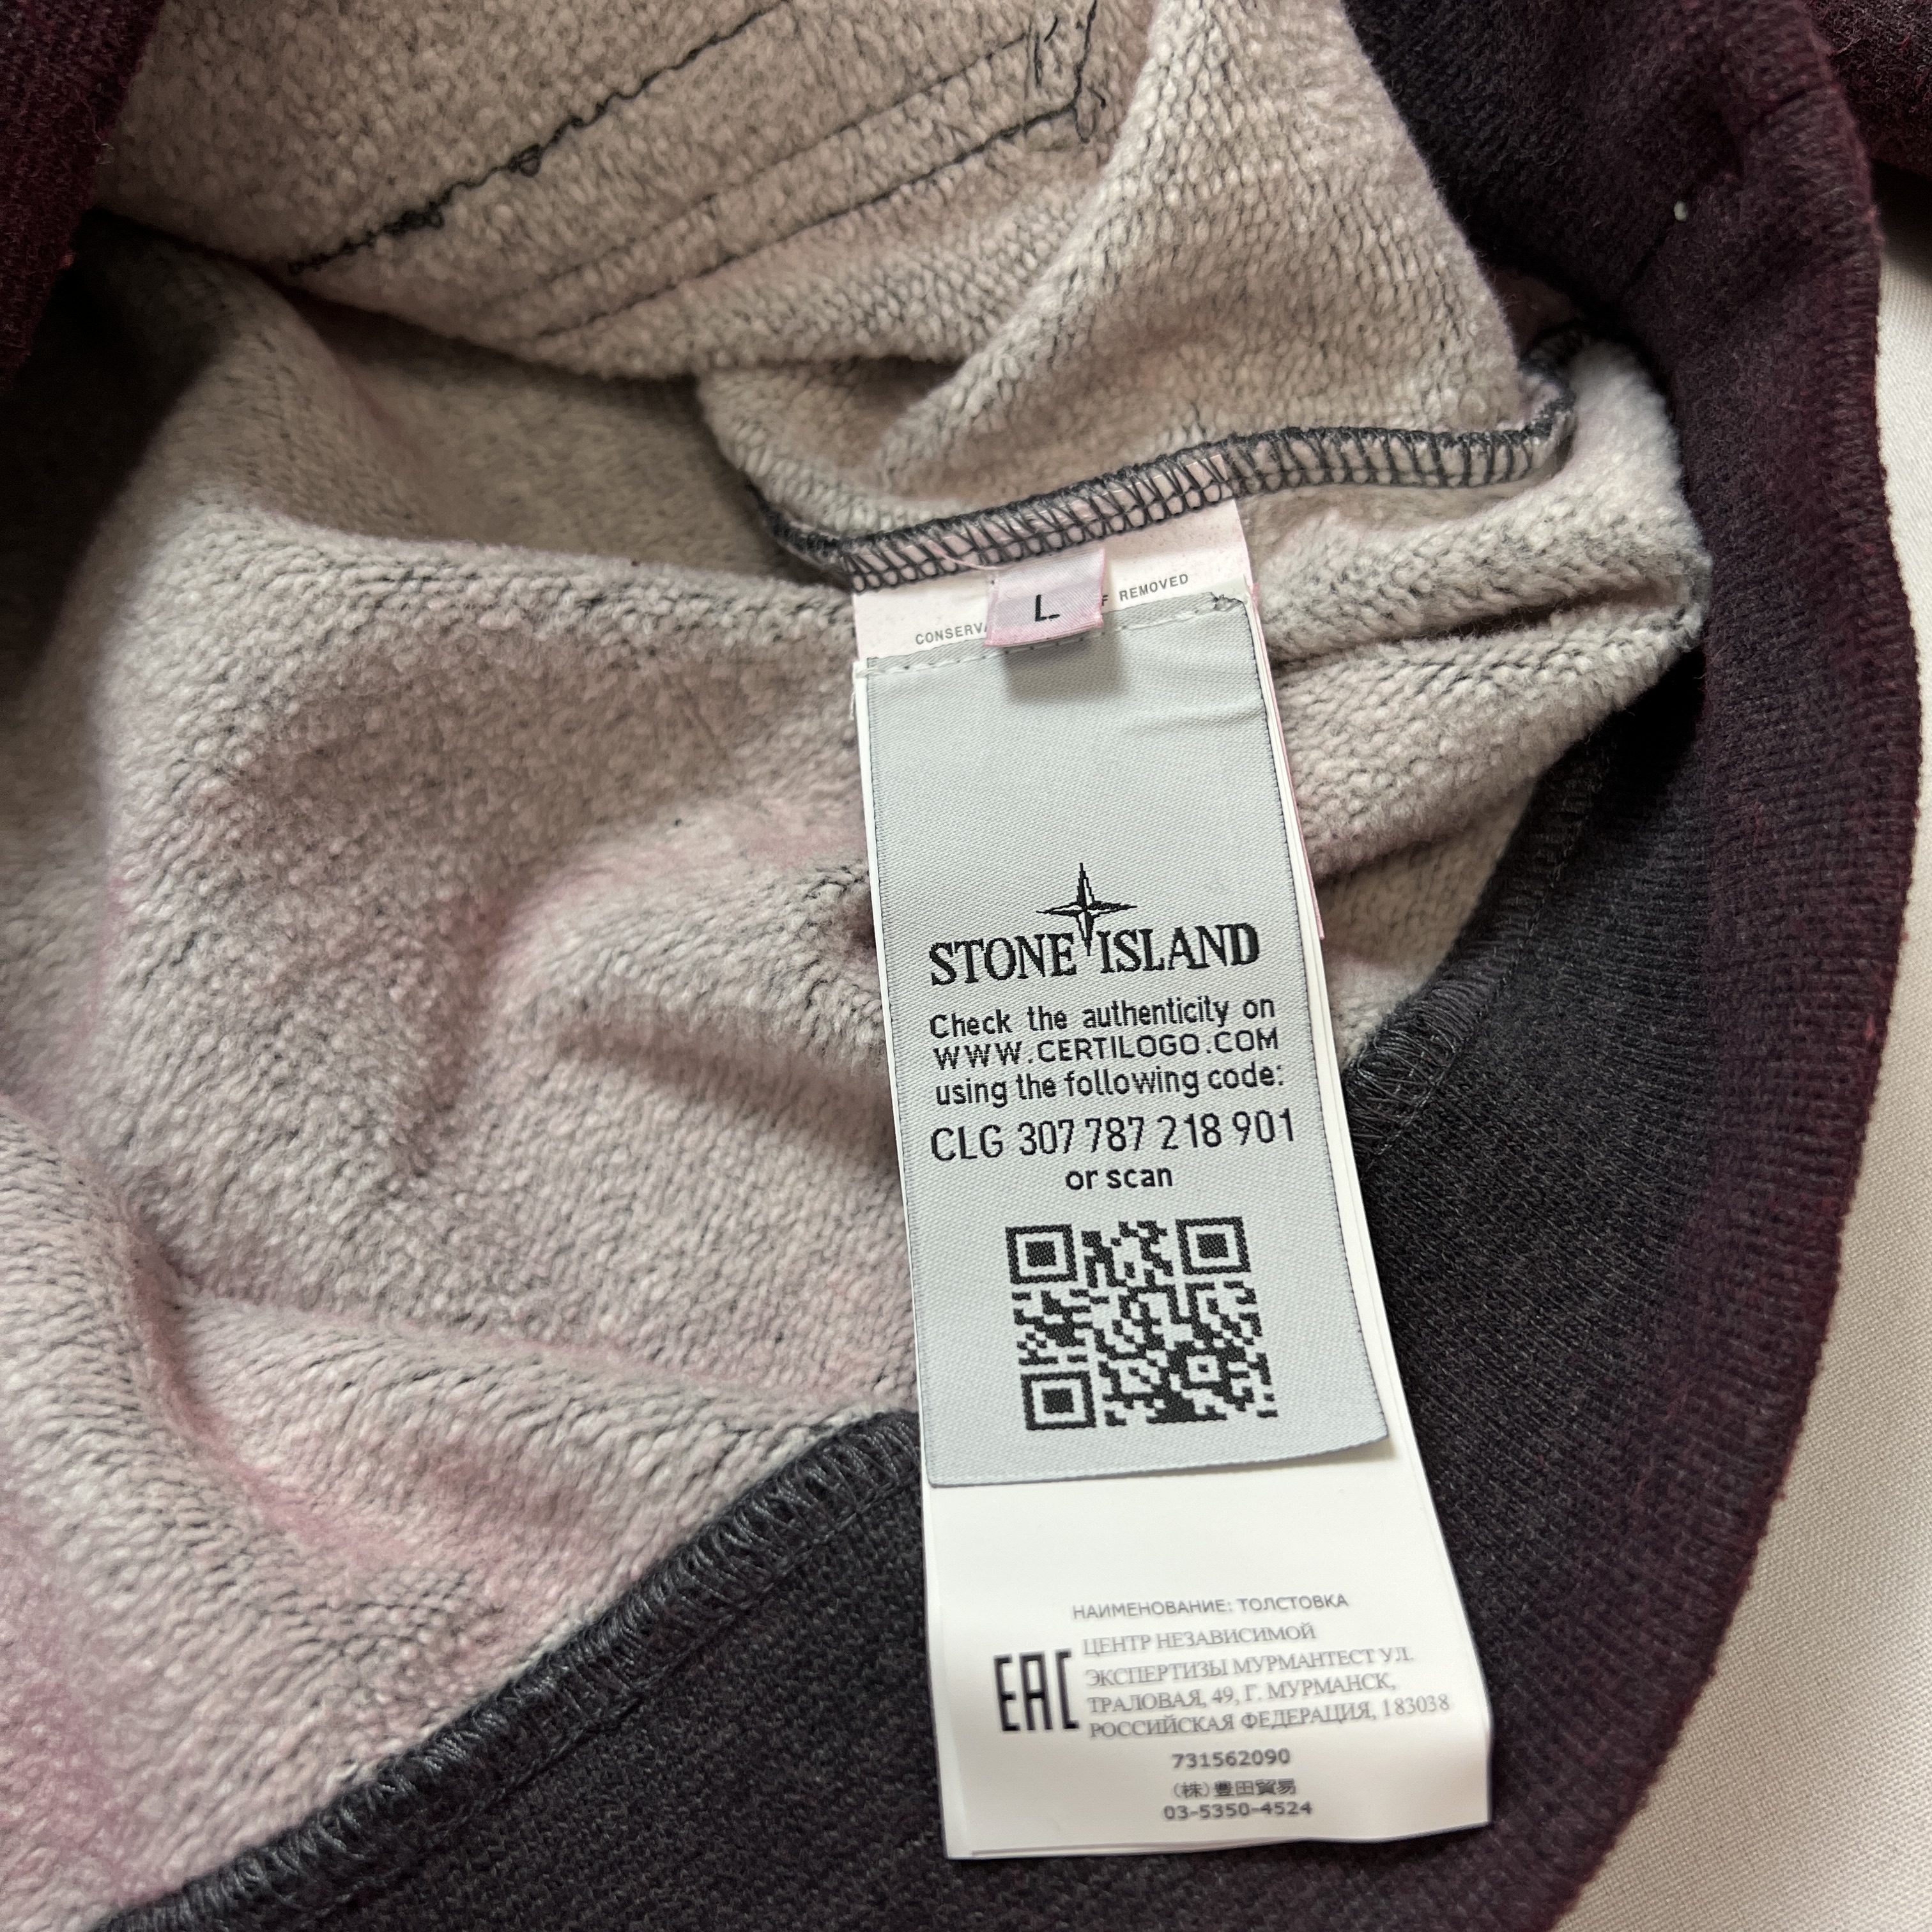 CONSERV
F REMOVED
L
STONE ISLAND
Check the authenticity on
WWW.CERTILOGO.COM
using the following code:
CLG 307 787 218 901
or scan
НАИМЕНОВАНИЕ: ТОЛСТОВКА
EAC
ЦЕНТР НЕЗАВИСИМОЙ
ЭКСПЕРТИЗЫ МУРМАНТЕСТ УЛ.
ТРАЛОВАЯ, 49, Г. МУРМАНСК,
РОССИЙСКАЯ ФЕДЕРАЦИЯ, 183038
731562090
(株)豊田貿易
03-5350-4524